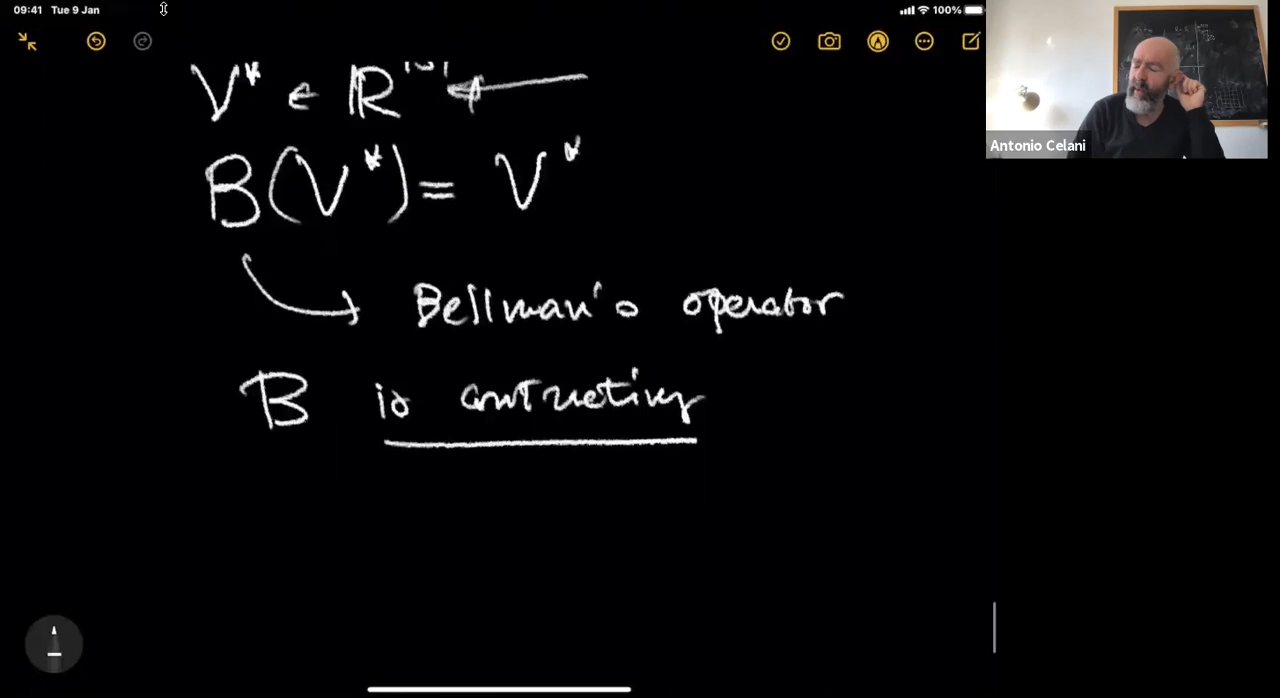 09:41 Tue 9 Jan 100%
V* ∈ ℝ^|S|
B(V*) = V*
Bellman's operator
B is contracting
Antonio Celani